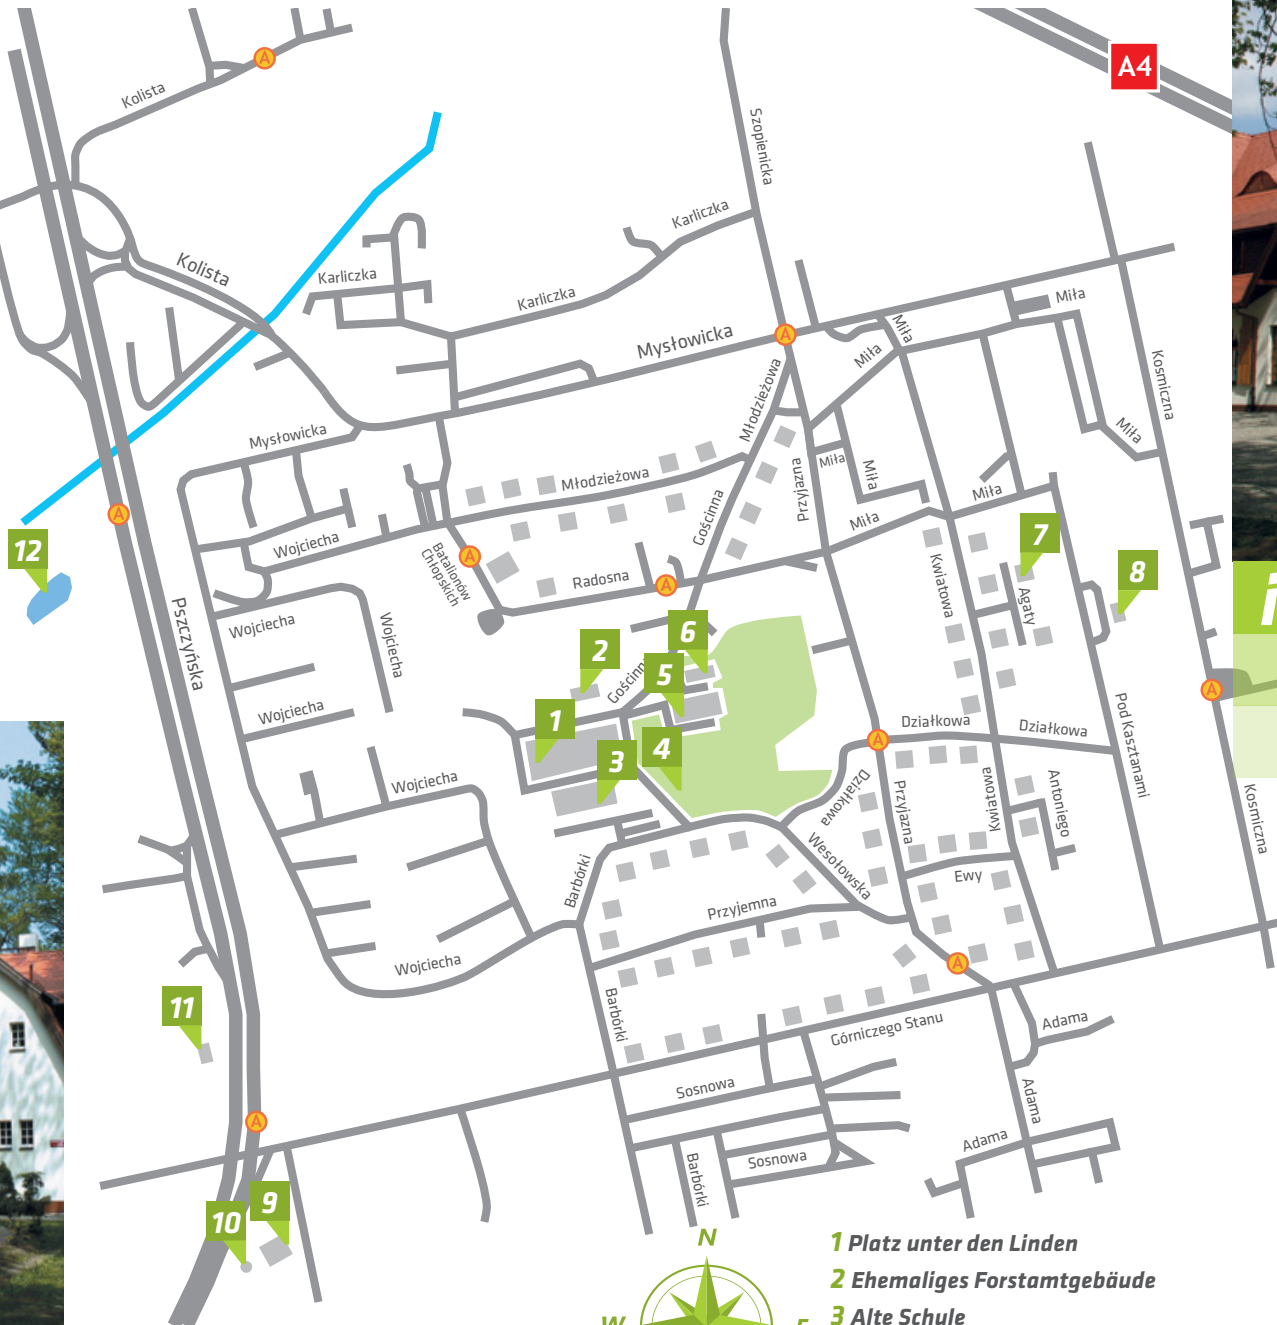 A
A4
Kolista
Szopienicka
Karliczka
Kolista
Karliczka
Karliczka
Miła
Mysłowicka
A
Miła
Miła
Kosmiczna
Młodzieżowa
Mysłowicka
Miła
Miła
Miła
Przyjazna
Młodzieżowa
Miła
A
Gościnna
Miła
12
Wojciecha
Batalionów
Chłopskich
A
Radosna
A
7
8
Kwiatowa
Agaty
Pszczyńska
Wojciecha
Wojciecha
6
2
5
Wojciecha
1
4
3
A
Działkowa
Działkowa
Pod Kasztanami
A
Wojciecha
Działkowa
Przyjazna
Kwiatowa
Antoniego
Kosmiczna
Wesołowska
Ewy
Barbórki
Przyjemna
Wojciecha
A
11
Barbórki
Górniczego Stanu
Adama
Sosnowa
Adama
A
Adama
Sosnowa
Barbórki
9
10
N
W
1 Platz unter den Linden
2 Ehemaliges Forstamtgebäude
3 Alte Schule